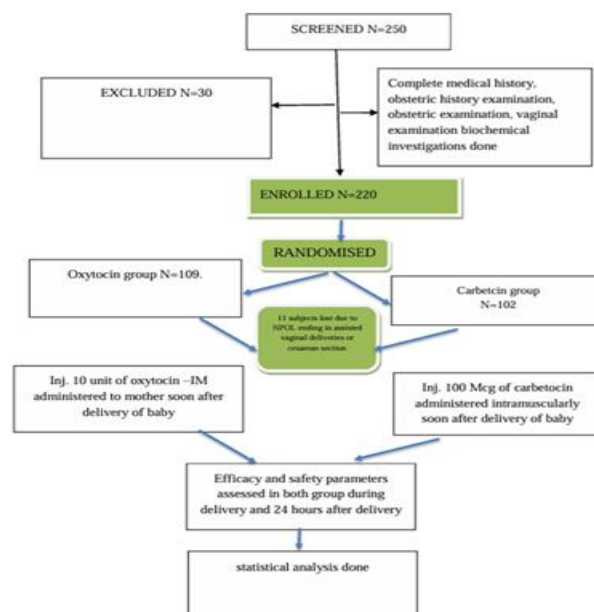 SCREENED N=250
EXCLUDED N=30
Complete medical history,
obstetric history examination,
obstetric examination, vaginal
examination biochemical
investigations done
ENROLLED N=220
RANDOMISED
Oxytocin group N=109.
Carbetcin group
N=102
11 subjects lost due to
NPOL ending in assisted
vaginal deliveries or
cesarean section
Inj. 10 unit of oxytocin –IM
administered to mother soon after
delivery of baby
Inj. 100 Mcg of carbetocin
administered intramuscularly
soon after delivery of baby
Efficacy and safety parameters
assessed in both group during
delivery and 24 hours after delivery
statistical analysis done